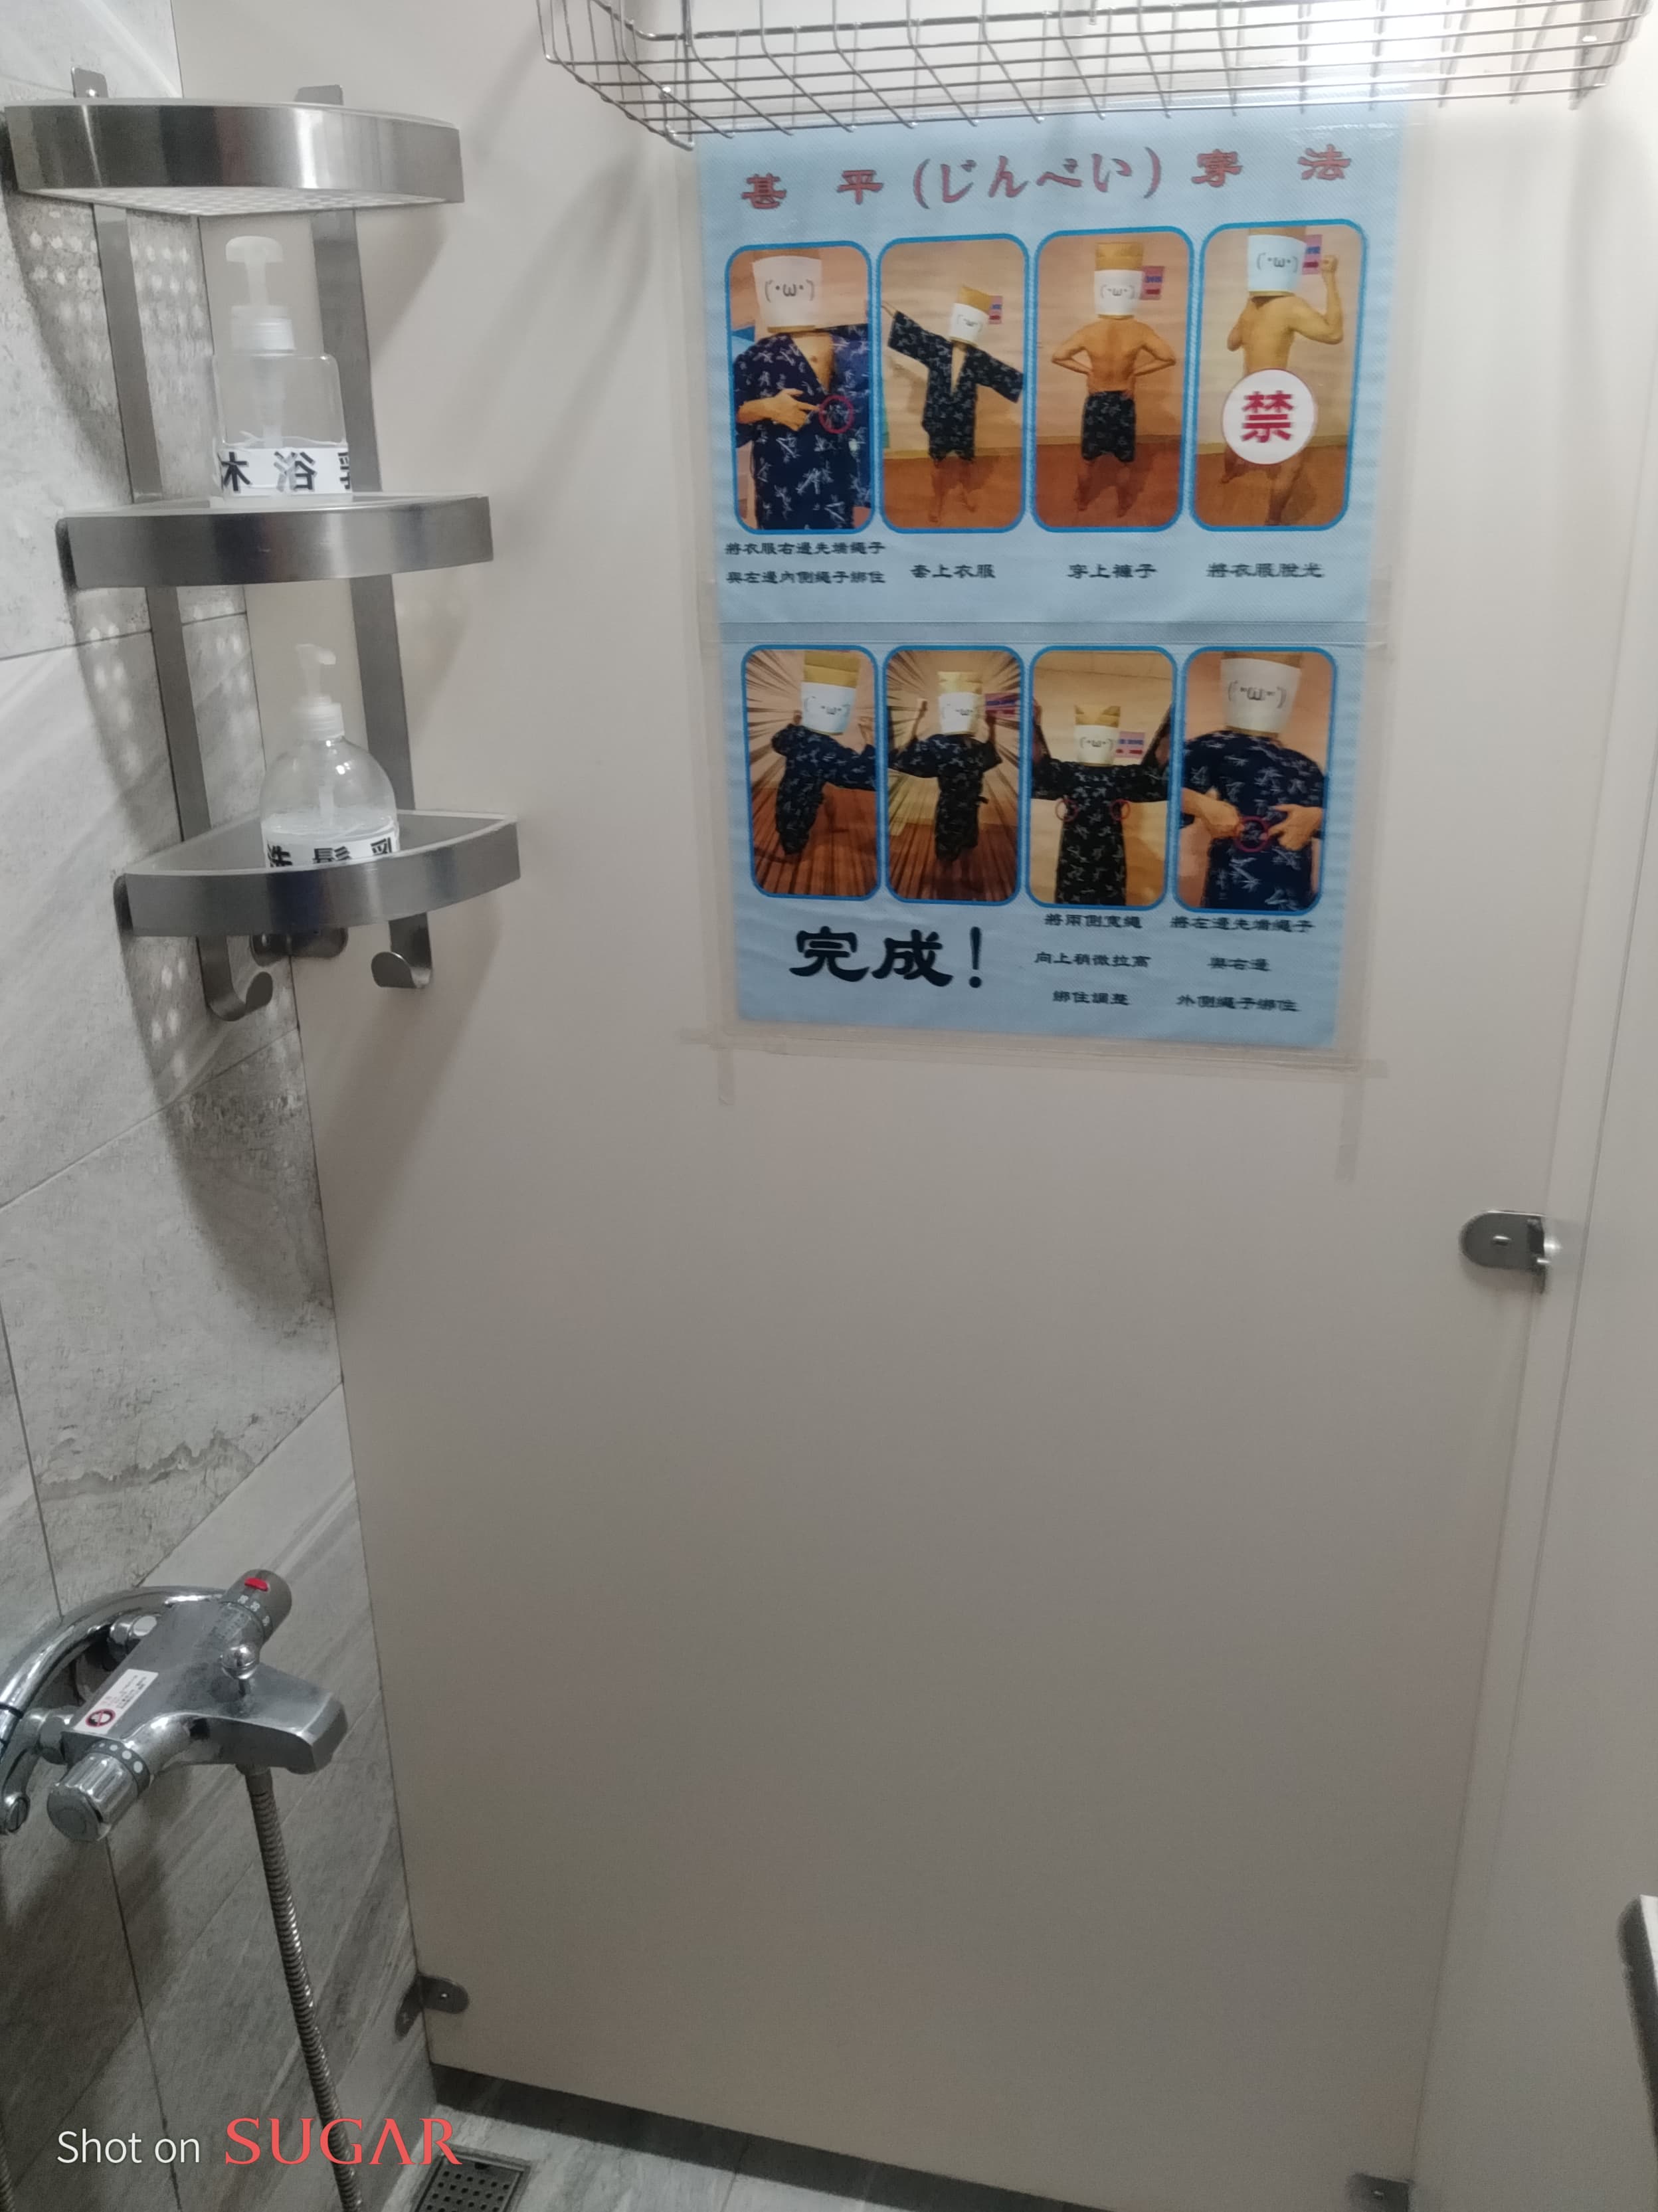 甚平(じんべい)穿法
(´•ω•`)
(´•ω•`)
(´•ω•`)
(´•ω•`)
禁
將衣服右邊先端繩子
與左邊內側繩子綁住
套上衣服
穿上褲子
將衣服脫光
(´•ω•`)
(´•ω•`)
(´•ω•`)
(´•ω•`)
完成！
將兩側寬繩
向上稍微拉高
綁住調整
將左邊先端繩子
與右邊
外側繩子綁住
沐浴乳
洗髮乳
Shot on SUGAR